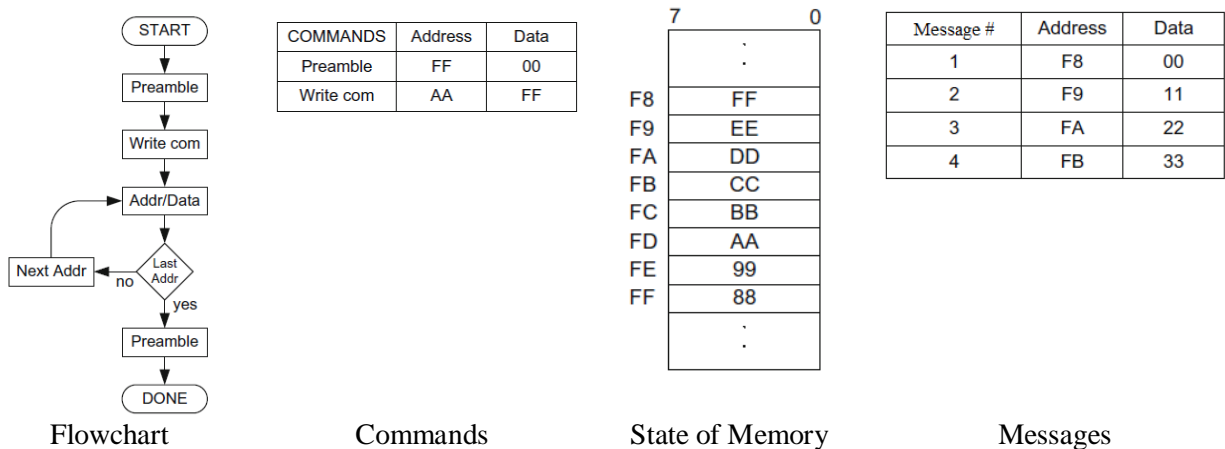 START
Preamble
Write com
Addr/Data
Last
Addr
Next Addr
no
yes
Preamble
DONE
Flowchart
COMMANDS Address Data
Preamble FF 00
Write com AA FF
Commands
7 0
F8 FF
F9 EE
FA DD
FB CC
FC BB
FD AA
FE 99
FF 88
State of Memory
Message # Address Data
1 F8 00
2 F9 11
3 FA 22
4 FB 33
Messages